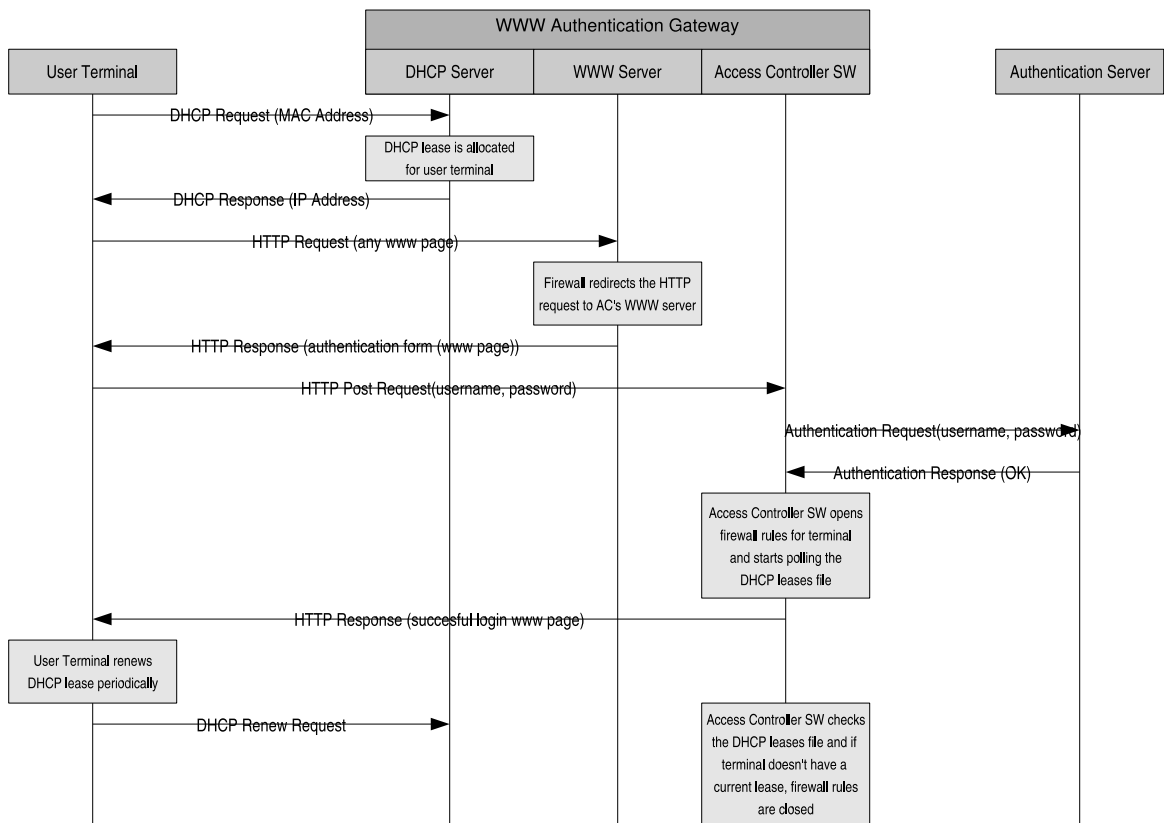 WWW Authentication Gateway
User Terminal
DHCP Server
WWW Server
Access Controller SW
Authentication Server
DHCP Request (MAC Address)
DHCP lease is allocated
for user terminal
DHCP Response (IP Address)
HTTP Request (any www page)
Firewall redirects the HTTP
request to AC's WWW server
HTTP Response (authentication form (www page))
HTTP Post Request(username, password)
Authentication Request(username, password)
Authentication Response (OK)
Access Controller SW opens
firewall rules for terminal
and starts polling the
DHCP leases file
HTTP Response (succesful login www page)
User Terminal renews
DHCP lease periodically
DHCP Renew Request
Access Controller SW checks
the DHCP leases file and if
terminal doesn't have a
current lease, firewall rules
are closed